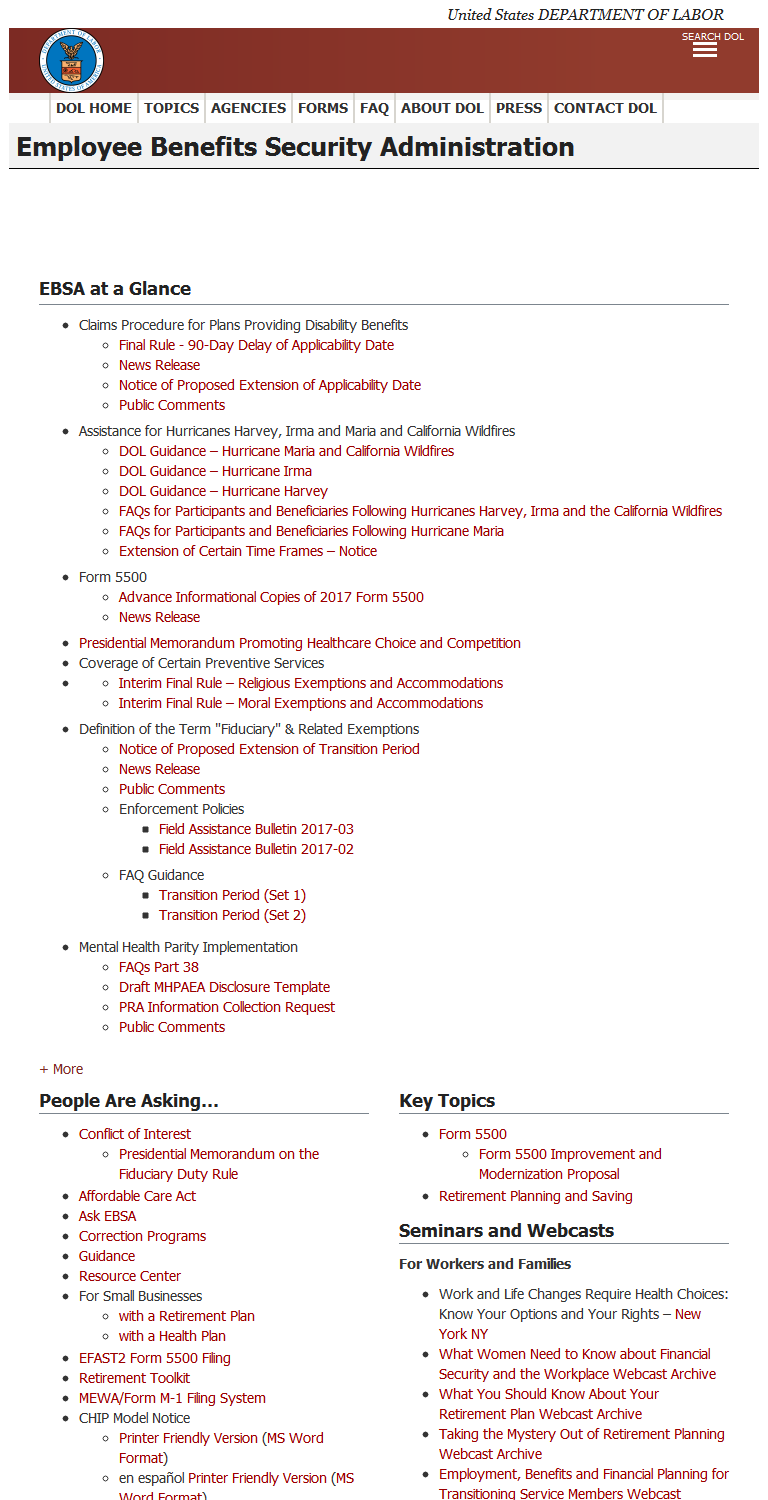 United States DEPARTMENT OF LABOR
SEARCH DOL
DOL HOME TOPICS AGENCIES FORMS FAQ ABOUT DOL PRESS CONTACT DOL
Employee Benefits Security Administration
EBSA at a Glance
Claims Procedure for Plans Providing Disability Benefits
Final Rule - 90-Day Delay of Applicability Date
News Release
Notice of Proposed Extension of Applicability Date
Public Comments
Assistance for Hurricanes Harvey, Irma and Maria and California Wildfires
DOL Guidance – Hurricane Maria and California Wildfires
DOL Guidance – Hurricane Irma
DOL Guidance – Hurricane Harvey
FAQs for Participants and Beneficiaries Following Hurricanes Harvey, Irma and the California Wildfires
FAQs for Participants and Beneficiaries Following Hurricane Maria
Extension of Certain Time Frames – Notice
Form 5500
Advance Informational Copies of 2017 Form 5500
News Release
Presidential Memorandum Promoting Healthcare Choice and Competition
Coverage of Certain Preventive Services
Interim Final Rule – Religious Exemptions and Accommodations
Interim Final Rule – Moral Exemptions and Accommodations
Definition of the Term "Fiduciary" & Related Exemptions
Notice of Proposed Extension of Transition Period
News Release
Public Comments
Enforcement Policies
Field Assistance Bulletin 2017-03
Field Assistance Bulletin 2017-02
FAQ Guidance
Transition Period (Set 1)
Transition Period (Set 2)
Mental Health Parity Implementation
FAQs Part 38
Draft MHPAEA Disclosure Template
PRA Information Collection Request
Public Comments
+ More
People Are Asking...
Conflict of Interest
Presidential Memorandum on the
Fiduciary Duty Rule
Affordable Care Act
Ask EBSA
Correction Programs
Guidance
Resource Center
For Small Businesses
with a Retirement Plan
with a Health Plan
EFAST2 Form 5500 Filing
Retirement Toolkit
MEWA/Form M-1 Filing System
CHIP Model Notice
Printer Friendly Version (MS Word
Format)
en español Printer Friendly Version (MS
Word Format)
Key Topics
Form 5500
Form 5500 Improvement and
Modernization Proposal
Retirement Planning and Saving
Seminars and Webcasts
For Workers and Families
Work and Life Changes Require Health Choices:
Know Your Options and Your Rights – New
York NY
What Women Need to Know about Financial
Security and the Workplace Webcast Archive
What You Should Know About Your
Retirement Plan Webcast Archive
Taking the Mystery Out of Retirement Planning
Webcast Archive
Employment, Benefits and Financial Planning for
Transitioning Service Members Webcast